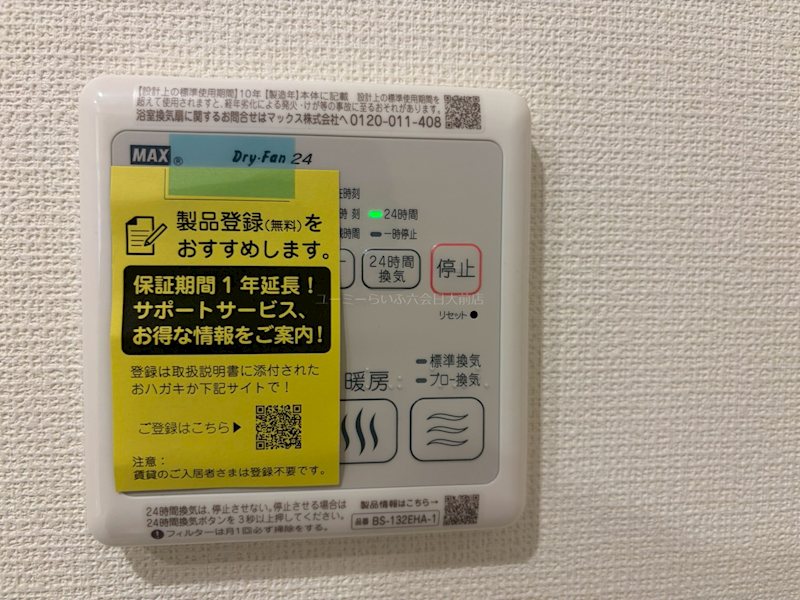 【設計上の標準使用期間】10年【製造年】本体に記載 設計上の標準使用期間を
超えて使用されますと、経年劣化による発火・けが等の事故に至るおそれがあります。
浴室換気扇に関するお問合せはマックス株式会社へ 0120-011-408
MAX® Dry・Fan 24
製品登録(無料)を
おすすめします。
保証期間1年延長！
サポートサービス、
お得な情報をご案内！
登録は取扱説明書に添付された
おハガキか下記サイトで！
ご登録はこちら▶
注意：
賃貸のご入居者さまは登録不要です。
時刻
時刻 24時間
時間 一時停止
24時間
換気
停止
ユーミーらいふ六会日大前店
リセット●
暖房
標準換気
ブロー換気
24時間換気は、停止させない。停止させる場合は
24時間換気ボタンを3秒以上押してください。
フィルターは月1回必ず掃除をする。
製品情報はこちら→
品番 BS-132EHA-1